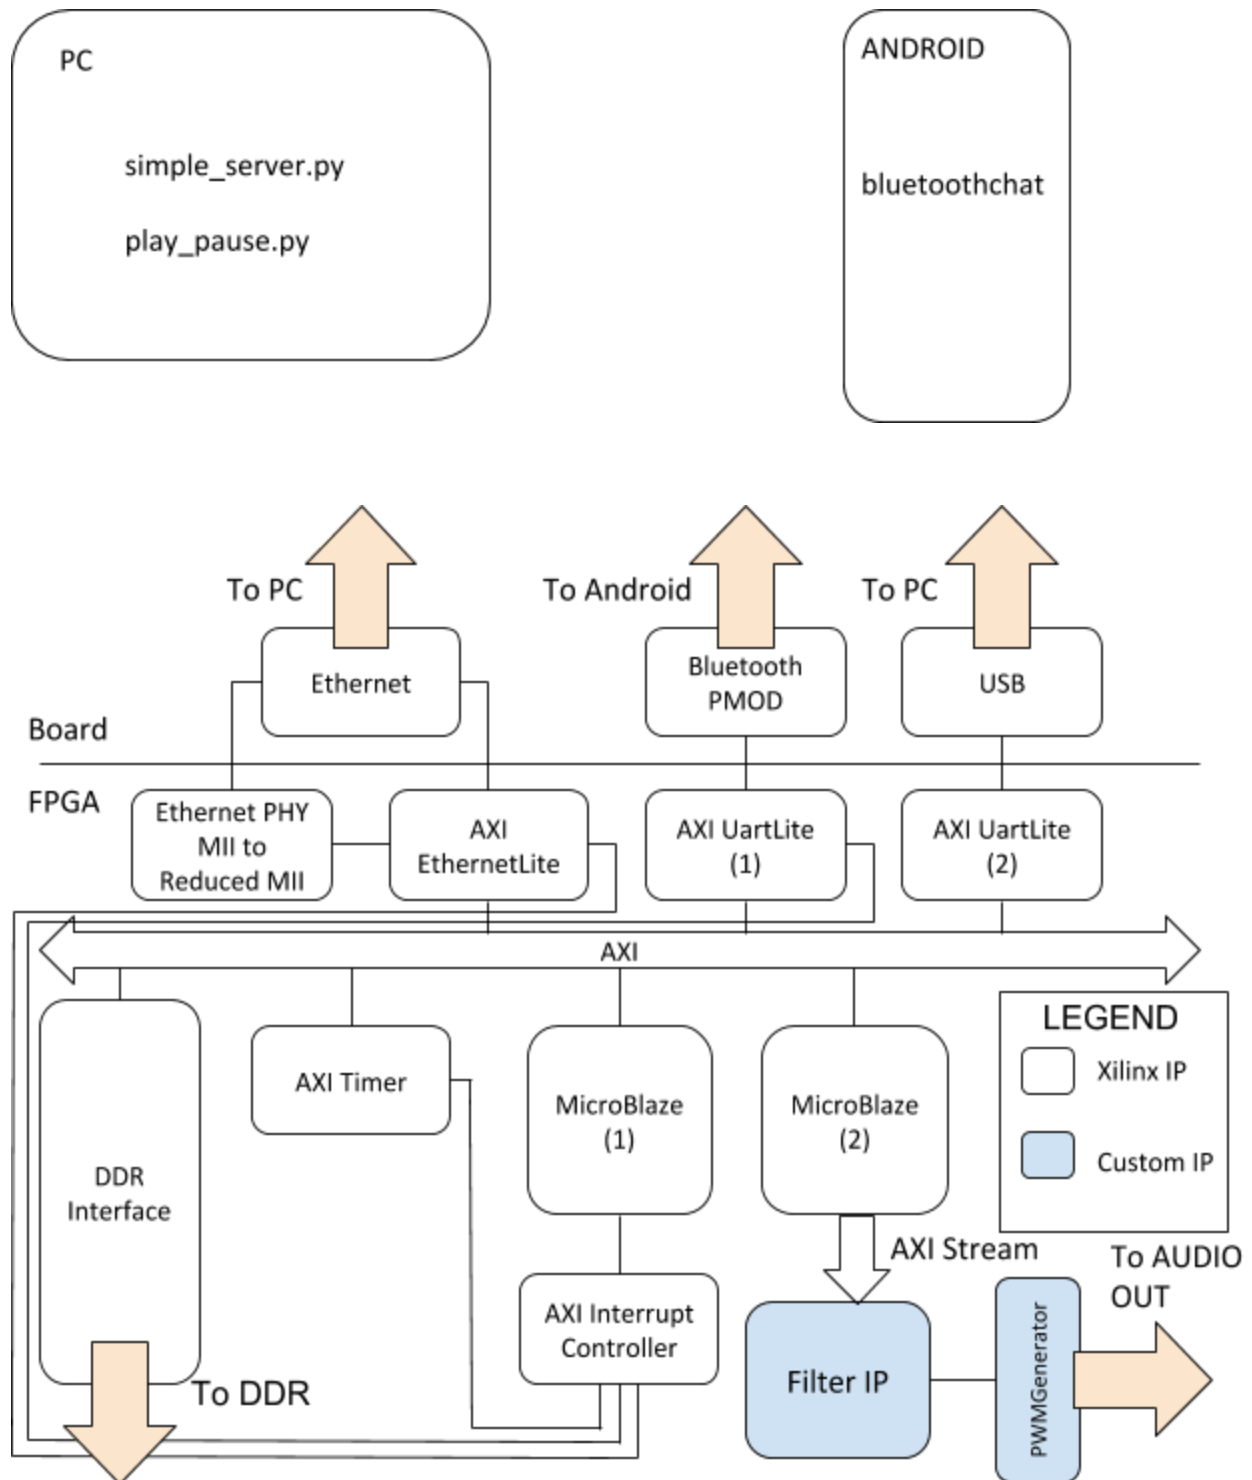 PC
simple_server.py
play_pause.py
ANDROID
bluetoothchat
To PC
To Android
To PC
Ethernet
Bluetooth
PMOD
USB
Board
FPGA
Ethernet PHY
MII to
Reduced MII
AXI
EthernetLite
AXI UartLite
(1)
AXI UartLite
(2)
AXI
DDR
Interface
AXI Timer
MicroBlaze
(1)
MicroBlaze
(2)
LEGEND
Xilinx IP
Custom IP
AXI Stream
To AUDIO
OUT
AXI Interrupt
Controller
Filter IP
PWMGenerator
To DDR